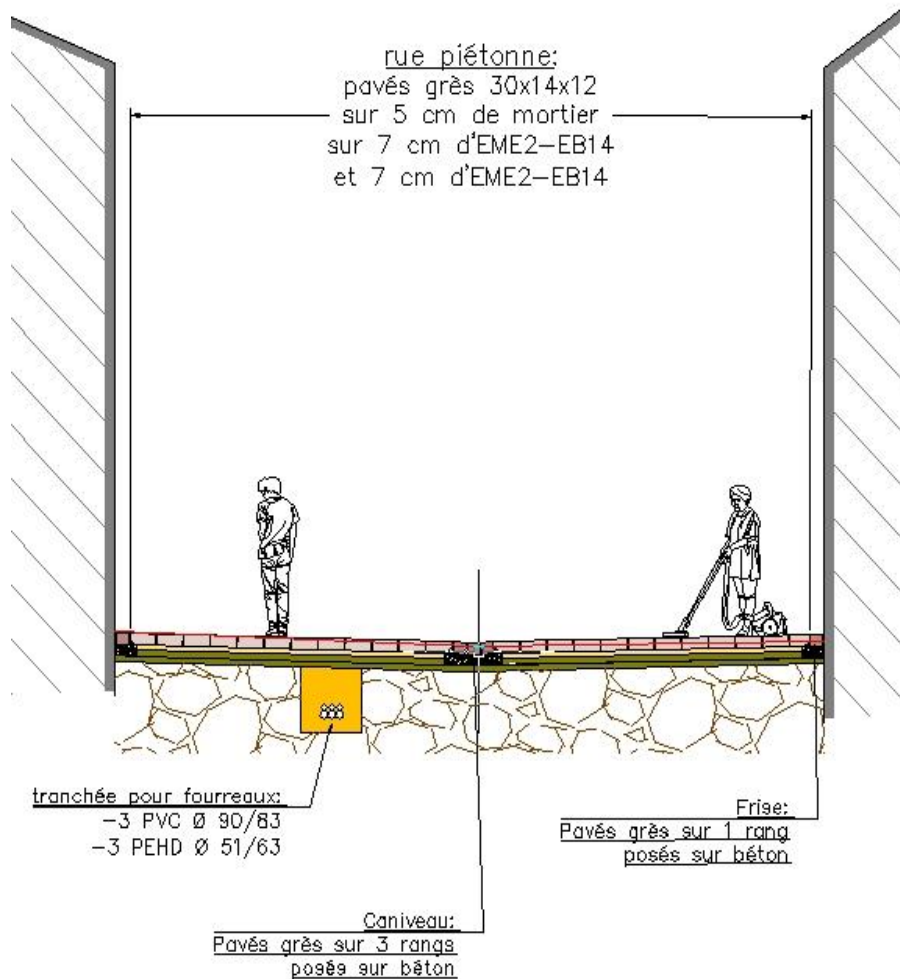 rue piétonne:
pavés grès 30x14x12
sur 5 cm de mortier
sur 7 cm d'EME2-EB14
et 7 cm d'EME2-EB14
tranchée pour fourreaux:
-3 PVC Ø 90/83
-3 PEHD Ø 51/63
Frise:
Pavés grès sur 1 rang
posés sur béton
Caniveau:
Pavés grès sur 3 rangs
posés sur béton